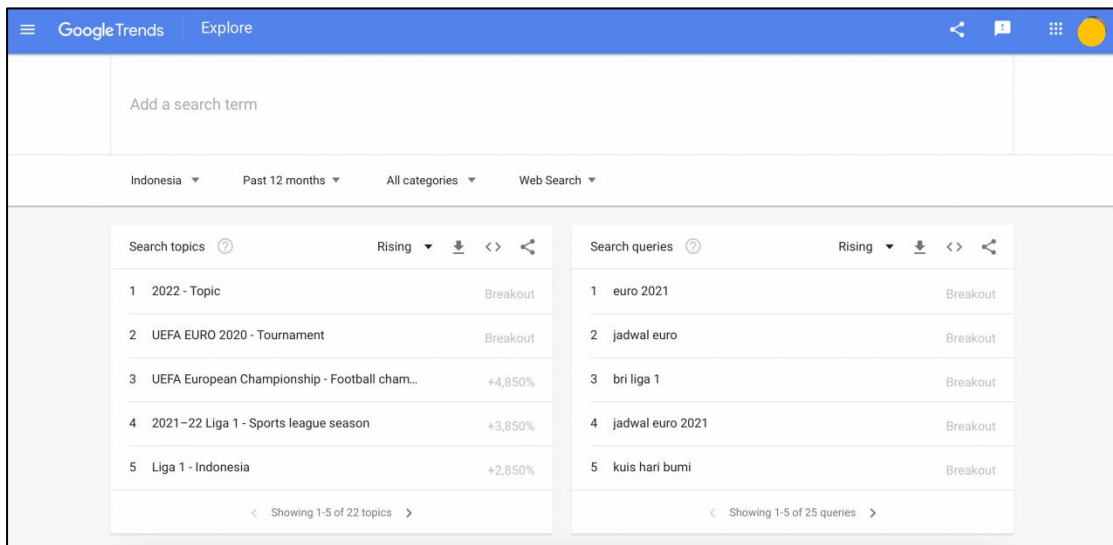 Google Trends Explore
Add a search term
Indonesia Past 12 months All categories Web Search
Search topics Rising
1 2022 - Topic Breakout
2 UEFA EURO 2020 - Tournament Breakout
3 UEFA European Championship - Football cham... +4,850%
4 2021–22 Liga 1 - Sports league season +3,850%
5 Liga 1 - Indonesia +2,850%
Showing 1-5 of 22 topics
Search queries Rising
1 euro 2021 Breakout
2 jadwal euro Breakout
3 bri liga 1 Breakout
4 jadwal euro 2021 Breakout
5 kuis hari bumi Breakout
Showing 1-5 of 25 queries